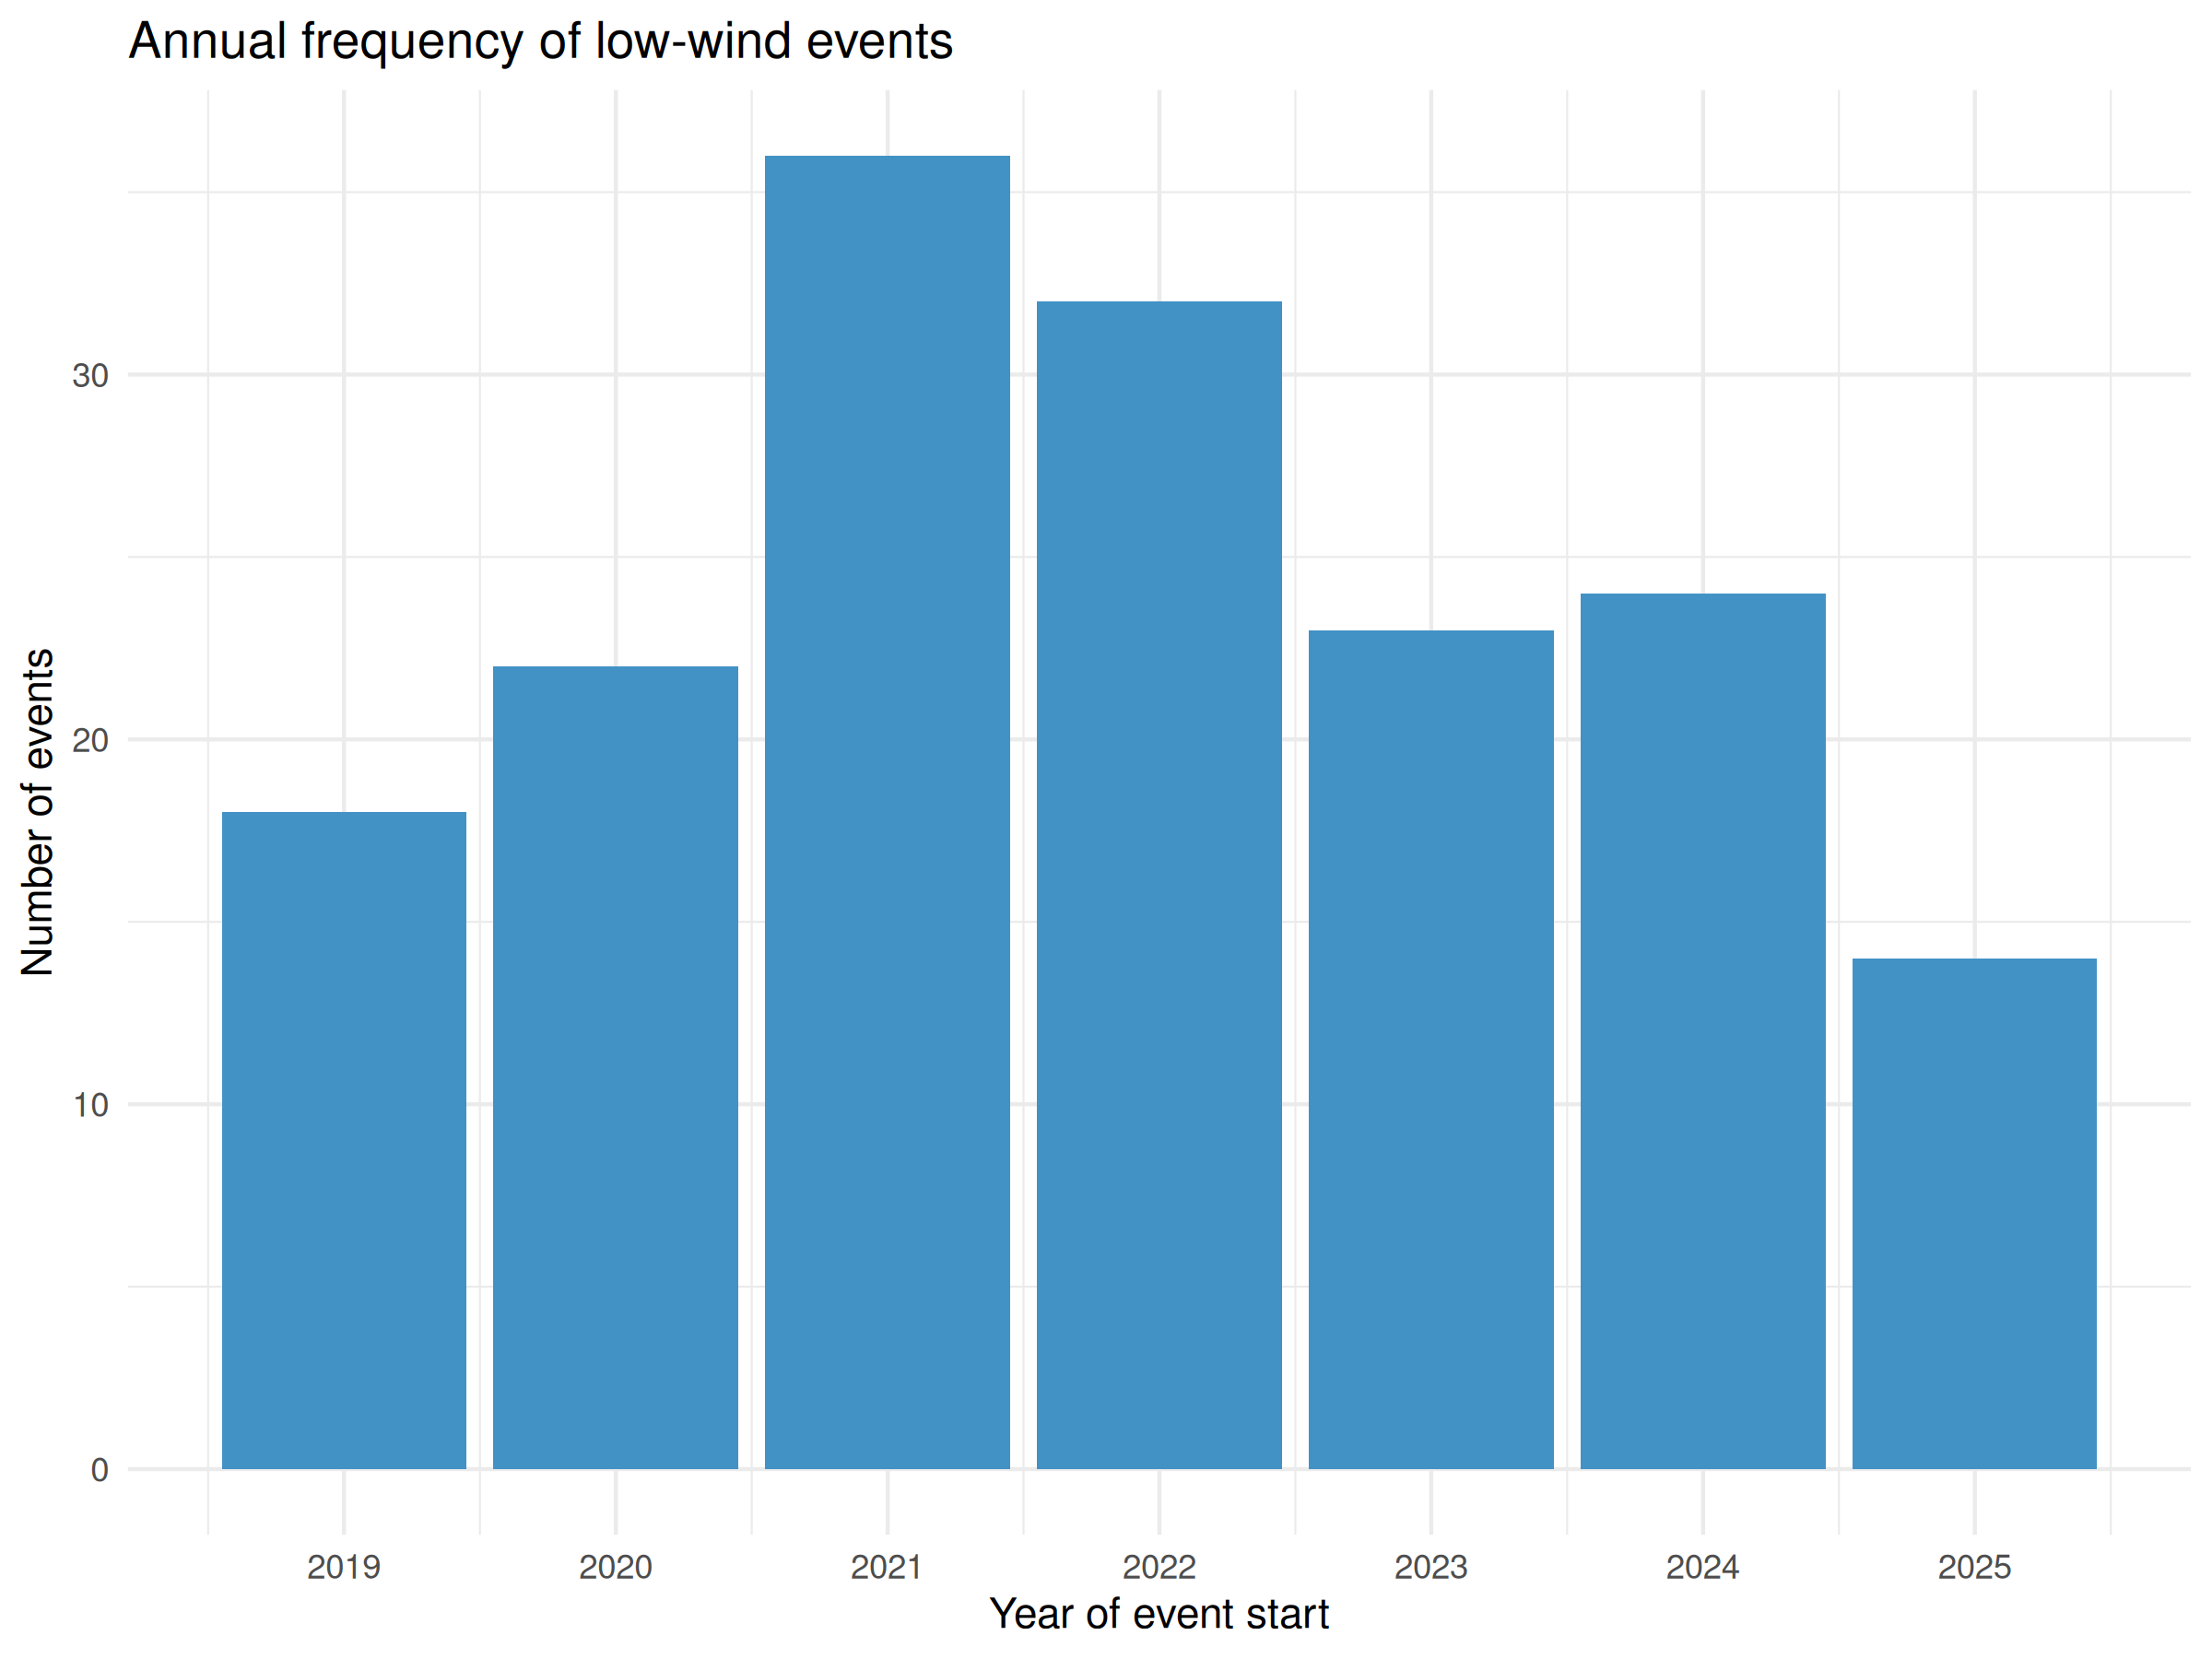 Annual frequency of low-wind events
Number of events
30
20
10
0
2019 2020 2021 2022 2023 2024 2025
Year of event start